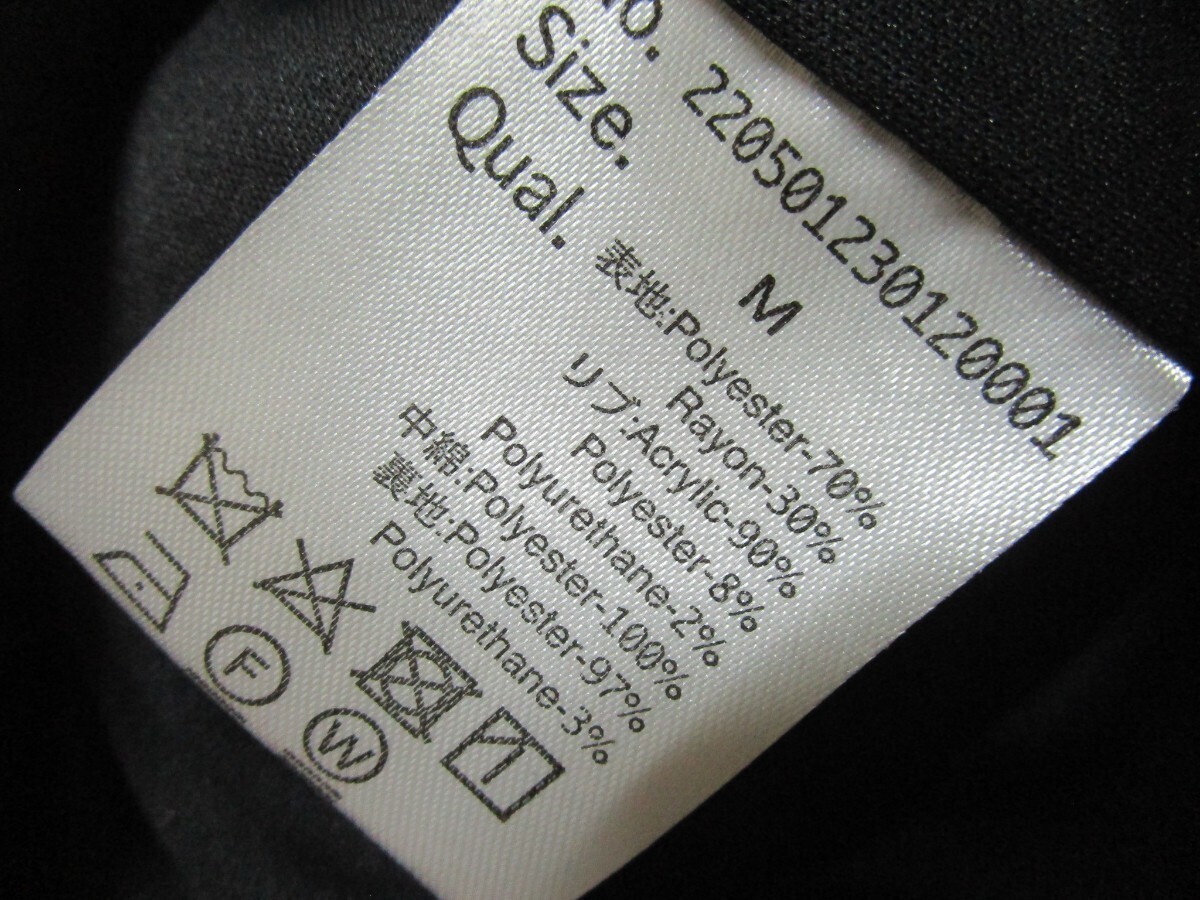 o. 2205012301200001
Size. M
Qual.
表地:Polyester-70%
Rayon-30%
リブ:Acrylic-90%
Polyester-8%
Polyurethane-2%
中綿:Polyester-100%
裏地:Polyester-97%
Polyurethane-3%
F
W